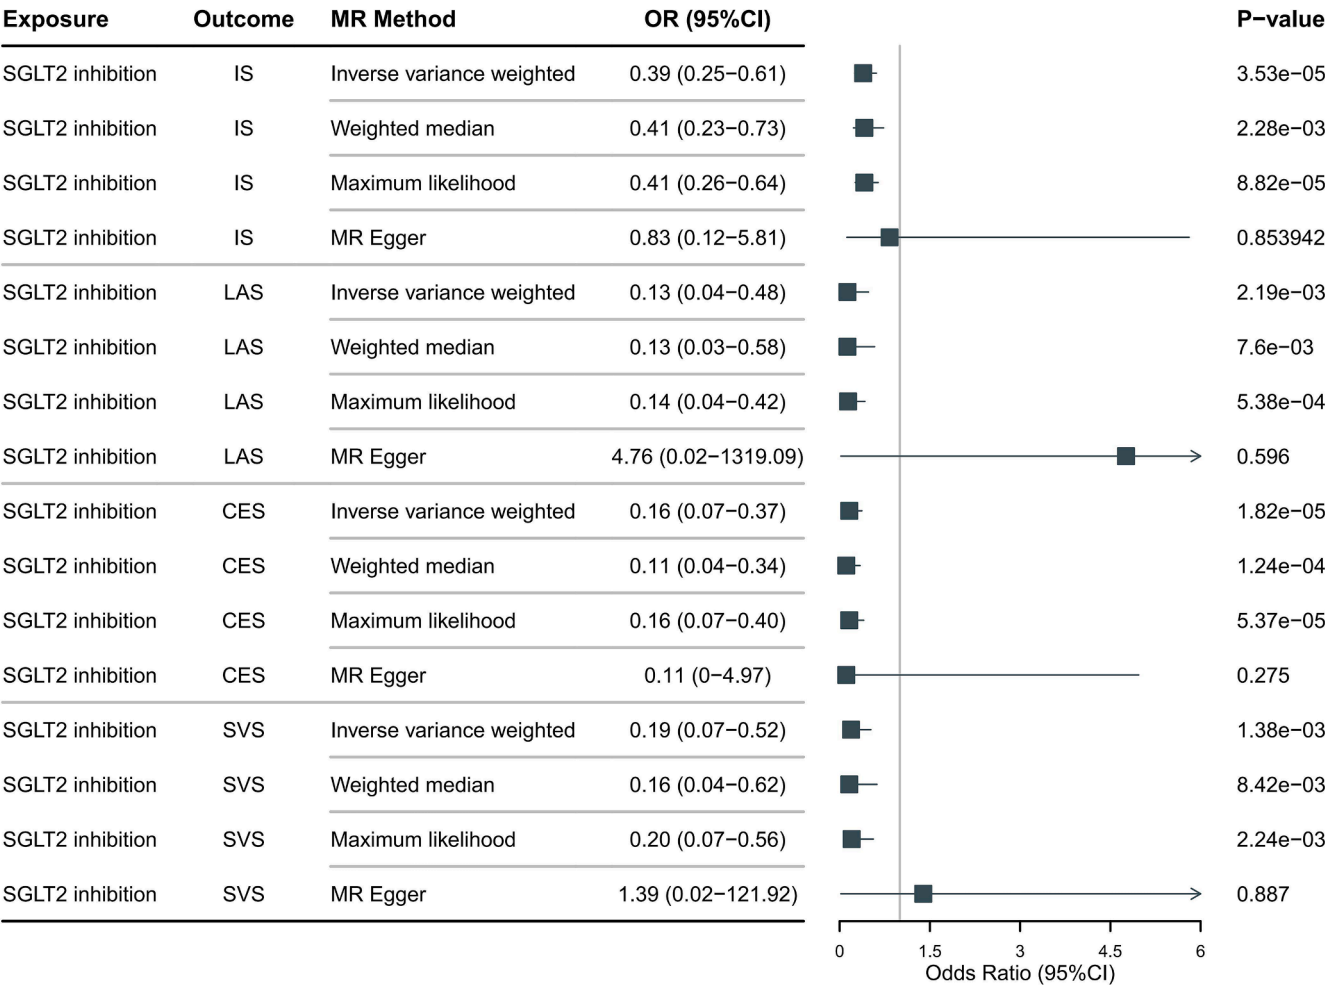 Exposure Outcome MR Method OR (95%CI) P−value
SGLT2 inhibition IS Inverse variance weighted 0.39 (0.25−0.61) 3.53e−05
SGLT2 inhibition IS Weighted median 0.41 (0.23−0.73) 2.28e−03
SGLT2 inhibition IS Maximum likelihood 0.41 (0.26−0.64) 8.82e−05
SGLT2 inhibition IS MR Egger 0.83 (0.12−5.81) 0.853942
SGLT2 inhibition LAS Inverse variance weighted 0.13 (0.04−0.48) 2.19e−03
SGLT2 inhibition LAS Weighted median 0.13 (0.03−0.58) 7.6e−03
SGLT2 inhibition LAS Maximum likelihood 0.14 (0.04−0.42) 5.38e−04
SGLT2 inhibition LAS MR Egger 4.76 (0.02−1319.09) 0.596
SGLT2 inhibition CES Inverse variance weighted 0.16 (0.07−0.37) 1.82e−05
SGLT2 inhibition CES Weighted median 0.11 (0.04−0.34) 1.24e−04
SGLT2 inhibition CES Maximum likelihood 0.16 (0.07−0.40) 5.37e−05
SGLT2 inhibition CES MR Egger 0.11 (0−4.97) 0.275
SGLT2 inhibition SVS Inverse variance weighted 0.19 (0.07−0.52) 1.38e−03
SGLT2 inhibition SVS Weighted median 0.16 (0.04−0.62) 8.42e−03
SGLT2 inhibition SVS Maximum likelihood 0.20 (0.07−0.56) 2.24e−03
SGLT2 inhibition SVS MR Egger 1.39 (0.02−121.92) 0.887
0 1.5 3 4.5 6
Odds Ratio (95%CI)